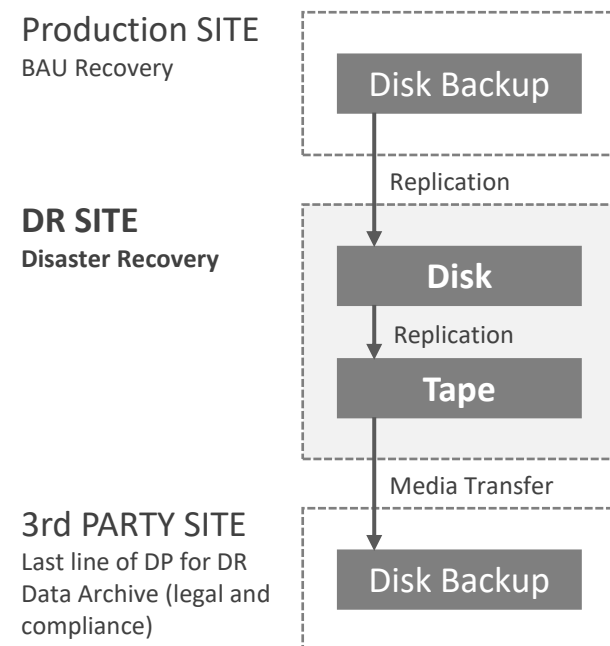 Production SITE
BAU Recovery
Disk Backup
Replication
DR SITE
Disaster Recovery
Disk
Replication
Tape
Media Transfer
3rd PARTY SITE
Last line of DP for DR
Data Archive (legal and
compliance)
Disk Backup